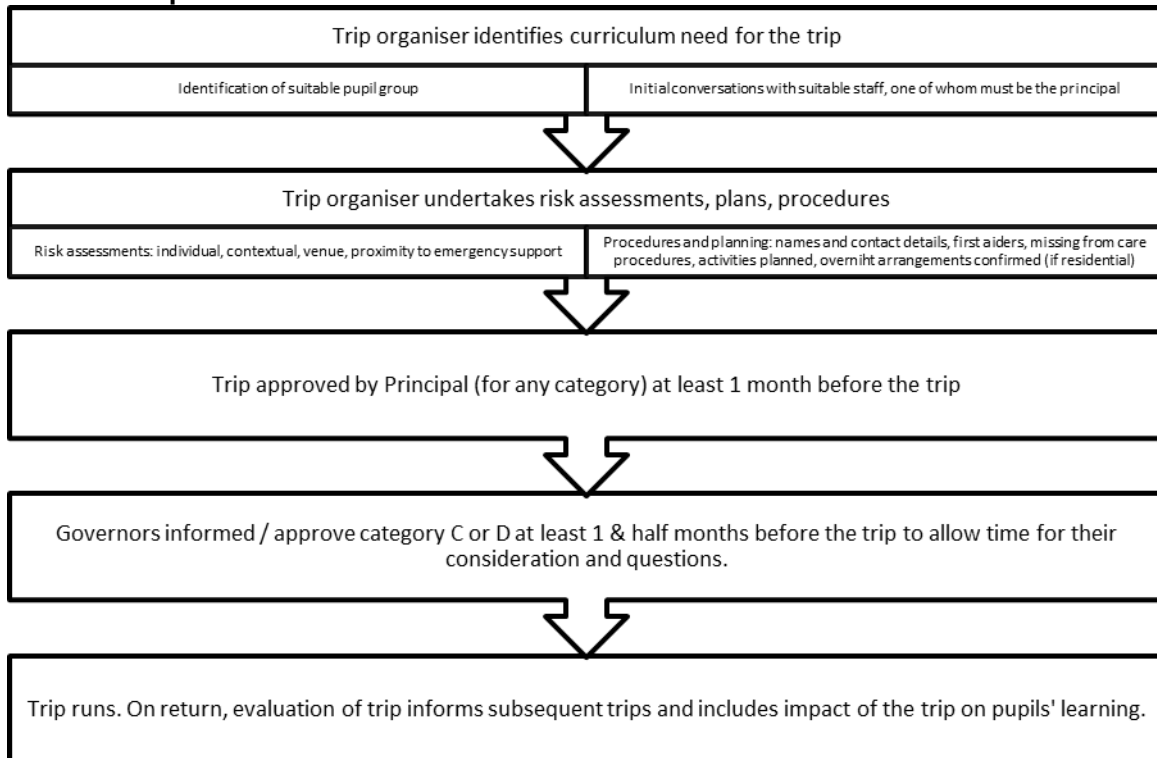 Trip organiser identifies curriculum need for the trip
Identification of suitable pupil group
Initial conversations with suitable staff, one of whom must be the principal
Trip organiser undertakes risk assessments, plans, procedures
Risk assessments: individual, contextual, venue, proximity to emergency support
Procedures and planning: names and contact details, first aiders, missing from care
procedures, activities planned, overniht arrangements confirmed (if residential)
Trip approved by Principal (for any category) at least 1 month before the trip
Governors informed / approve category C or D at least 1 & half months before the trip to allow time for their
consideration and questions.
Trip runs. On return, evaluation of trip informs subsequent trips and includes impact of the trip on pupils' learning.